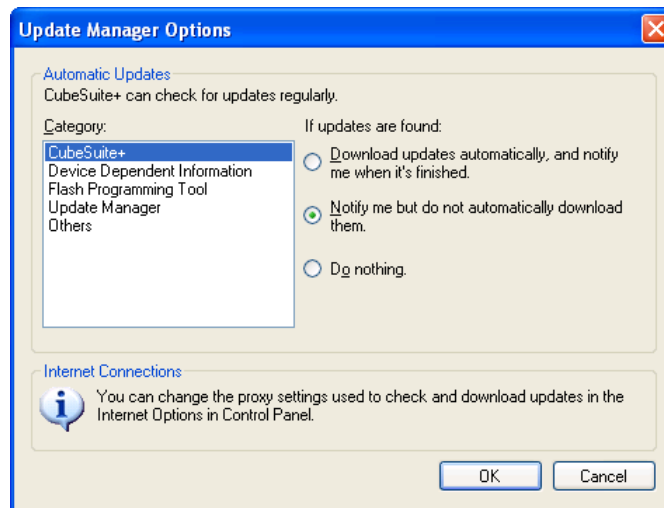 Update Manager Options
Automatic Updates
CubeSuite+ can check for updates regularly.
Category:
CubeSuite+
Device Dependent Information
Flash Programming Tool
Update Manager
Others
If updates are found:
Download updates automatically, and notify
me when it's finished.
Notify me but do not automatically download
them.
Do nothing.
Internet Connections
You can change the proxy settings used to check and download updates in the
Internet Options in Control Panel.
OK
Cancel